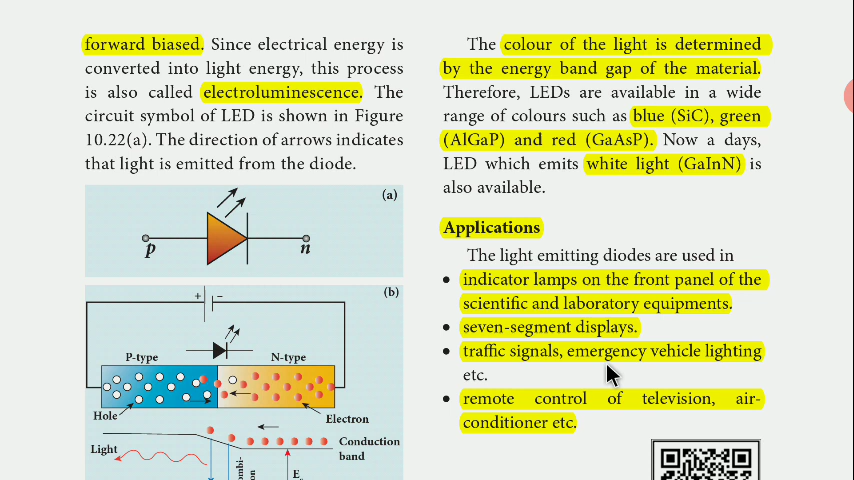 forward biased. Since electrical energy is
converted into light energy, this process
is also called electroluminescence. The
circuit symbol of LED is shown in Figure
10.22(a). The direction of arrows indicates
that light is emitted from the diode.
(a)
p n
(b)
+ −
P-type N-type
Hole Electron
Conduction
band
Light
The colour of the light is determined
by the energy band gap of the material.
Therefore, LEDs are available in a wide
range of colours such as blue (SiC), green
(AlGaP) and red (GaAsP). Now a days,
LED which emits white light (GaInN) is
also available.
Applications
The light emitting diodes are used in
• indicator lamps on the front panel of the
scientific and laboratory equipments.
• seven-segment displays.
• traffic signals, emergency vehicle lighting
etc.
• remote control of television, air-
conditioner etc.